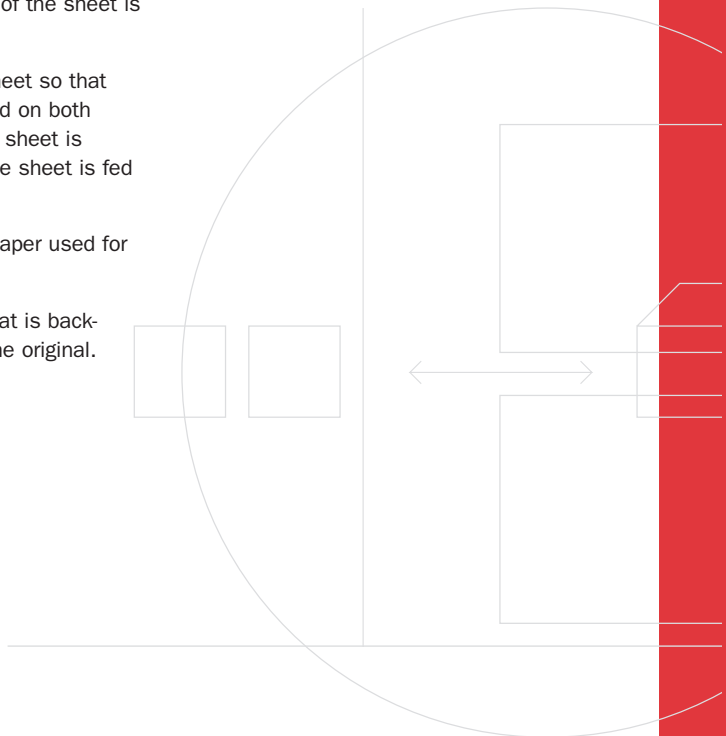 of the sheet is
eet so that
d on both
sheet is
e sheet is fed
aper used for
at is back-
e original.